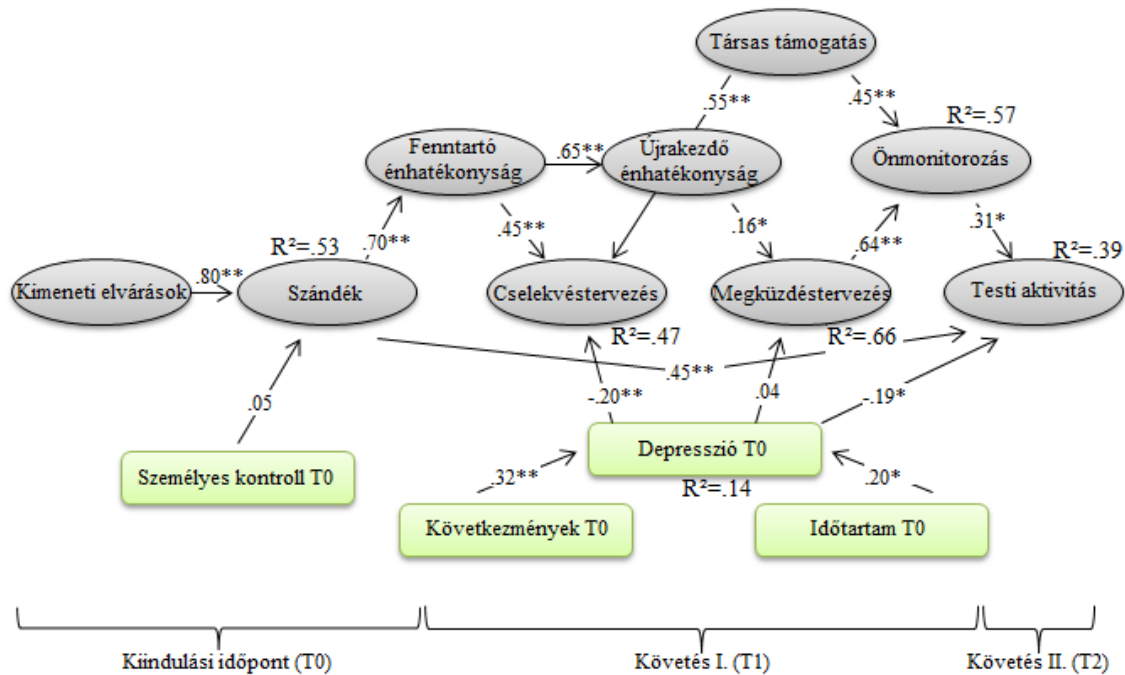 Társas támogatás
.55**
.45**
R²=.57
Fenntartó
énhatékonyság
.65**
Újrakezdő
énhatékonyság
Önmonitorozás
R²=.53
.70**
.45**
.16*
.64**
.31*
R²=.39
Kimeneti elvárások
.80**
Szándék
Cselekvéstervezés
Megküzdéstervezés
Testi aktivitás
R²=.47
R²=.66
.45**
.05
-.20**
.04
-.19*
Személyes kontroll T0
Depresszió T0
.32**
R²=.14
.20*
Következmények T0
Időtartam T0
Kiindulási időpont (T0)
Követés I. (T1)
Követés II. (T2)